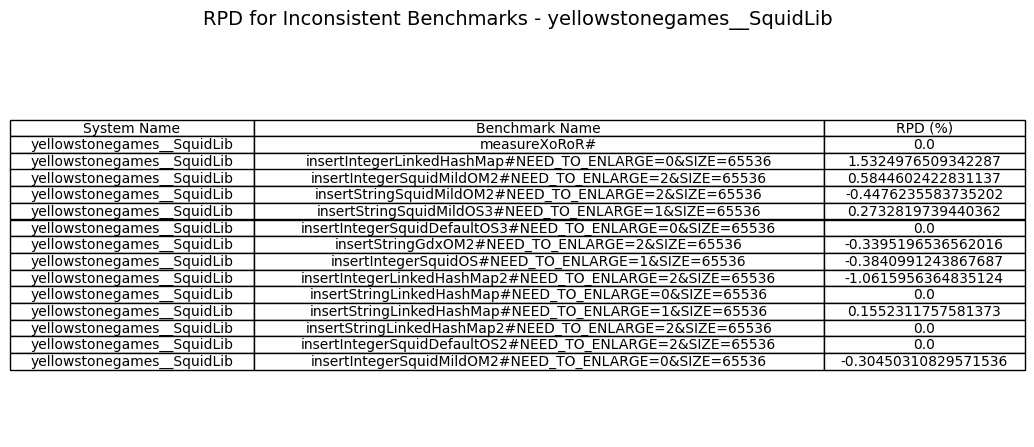 RPD for Inconsistent Benchmarks - yellowstonegames__SquidLib
System Name Benchmark Name RPD (%)
yellowstonegames__SquidLib measureXoRoR# 0.0
yellowstonegames__SquidLib insertIntegerLinkedHashMap#NEED_TO_ENLARGE=0&SIZE=65536 1.5324976509342287
yellowstonegames__SquidLib insertIntegerSquidMildOM2#NEED_TO_ENLARGE=2&SIZE=65536 0.5844602422831137
yellowstonegames__SquidLib insertStringSquidMildOM2#NEED_TO_ENLARGE=2&SIZE=65536 -0.4476235583735202
yellowstonegames__SquidLib insertStringSquidMildOS3#NEED_TO_ENLARGE=1&SIZE=65536 0.2732819739440362
yellowstonegames__SquidLib insertIntegerSquidDefaultOS3#NEED_TO_ENLARGE=0&SIZE=65536 0.0
yellowstonegames__SquidLib insertStringGdxOM2#NEED_TO_ENLARGE=2&SIZE=65536 -0.3395196536562016
yellowstonegames__SquidLib insertIntegerSquidOS#NEED_TO_ENLARGE=1&SIZE=65536 -0.3840991243867687
yellowstonegames__SquidLib insertIntegerLinkedHashMap2#NEED_TO_ENLARGE=2&SIZE=65536 -1.0615956364835124
yellowstonegames__SquidLib insertStringLinkedHashMap#NEED_TO_ENLARGE=0&SIZE=65536 0.0
yellowstonegames__SquidLib insertStringLinkedHashMap#NEED_TO_ENLARGE=1&SIZE=65536 0.1552311757581373
yellowstonegames__SquidLib insertStringLinkedHashMap2#NEED_TO_ENLARGE=2&SIZE=65536 0.0
yellowstonegames__SquidLib insertIntegerSquidDefaultOS2#NEED_TO_ENLARGE=2&SIZE=65536 0.0
yellowstonegames__SquidLib insertIntegerSquidMildOM2#NEED_TO_ENLARGE=0&SIZE=65536 -0.30450310829571536